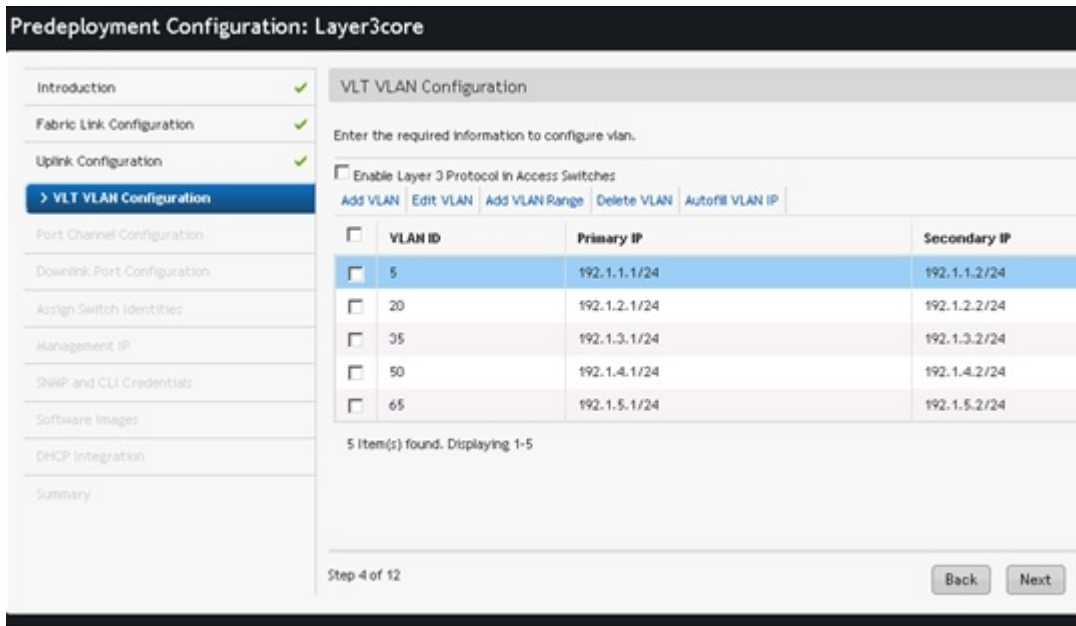 Predeployment Configuration: Layer3core
Introduction
Fabric Link Configuration
Uplink Configuration
> VLT VLAN Configuration
Port Channel Configuration
Downlink Port Configuration
Assign Switch Identities
Management IP
SNMP and CLI Credentials
Software Images
DHCP Integration
Summary
VLT VLAN Configuration
Enter the required information to configure vlan.
Enable Layer 3 Protocol in Access Switches
Add VLAN Edit VLAN Add VLAN Range Delete VLAN Autofill VLAN IP
VLAN ID Primary IP Secondary IP
5 192.1.1.1/24 192.1.1.2/24
20 192.1.2.1/24 192.1.2.2/24
35 192.1.3.1/24 192.1.3.2/24
50 192.1.4.1/24 192.1.4.2/24
65 192.1.5.1/24 192.1.5.2/24
5 Item(s) found. Displaying 1-5
Step 4 of 12
Back Next